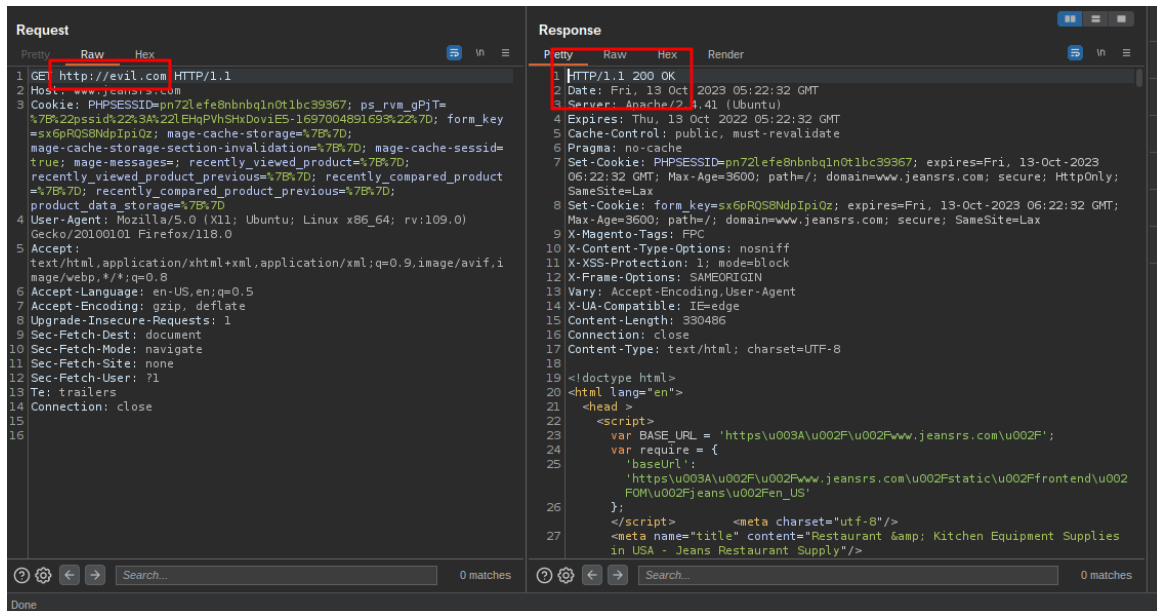 Request
Pretty Raw Hex
\n
1 GET http://evil.com HTTP/1.1
2 Host: www.jeansrs.com
3 Cookie: PHPSESSID=pn72lefe8nbnbq1n0t1bc39367; ps_rvm_gPjT=
%7B%22pssid%22%3A%22lEHqPVhSHxDoviE5-1697004891693%22%7D; form_key
=sx6pRQS8NdpIpiQz; mage-cache-storage=%7B%7D;
mage-cache-storage-section-invalidation=%7B%7D; mage-cache-sessid=
true; mage-messages=; recently_viewed_product=%7B%7D;
recently_viewed_product_previous=%7B%7D; recently_compared_product
=%7B%7D; recently_compared_product_previous=%7B%7D;
product_data_storage=%7B%7D
4 User-Agent: Mozilla/5.0 (X11; Ubuntu; Linux x86_64; rv:109.0)
Gecko/20100101 Firefox/118.0
5 Accept:
text/html,application/xhtml+xml,application/xml;q=0.9,image/avif,i
mage/webp,*/*;q=0.8
6 Accept-Language: en-US,en;q=0.5
7 Accept-Encoding: gzip, deflate
8 Upgrade-Insecure-Requests: 1
9 Sec-Fetch-Dest: document
10 Sec-Fetch-Mode: navigate
11 Sec-Fetch-Site: none
12 Sec-Fetch-User: ?1
13 Te: trailers
14 Connection: close
15
16
Search...
0 matches
Response
Pretty Raw Hex Render
\n
1 HTTP/1.1 200 OK
2 Date: Fri, 13 Oct 2023 05:22:32 GMT
3 Server: Apache/2.4.41 (Ubuntu)
4 Expires: Thu, 13 Oct 2022 05:22:32 GMT
5 Cache-Control: public, must-revalidate
6 Pragma: no-cache
7 Set-Cookie: PHPSESSID=pn72lefe8nbnbq1n0t1bc39367; expires=Fri, 13-Oct-2023
06:22:32 GMT; Max-Age=3600; path=/; domain=www.jeansrs.com; secure; HttpOnly;
SameSite=Lax
8 Set-Cookie: form_key=sx6pRQS8NdpIpiQz; expires=Fri, 13-Oct-2023 06:22:32 GMT;
Max-Age=3600; path=/; domain=www.jeansrs.com; secure; SameSite=Lax
9 X-Magento-Tags: FPC
10 X-Content-Type-Options: nosniff
11 X-XSS-Protection: 1; mode=block
12 X-Frame-Options: SAMEORIGIN
13 Vary: Accept-Encoding,User-Agent
14 X-UA-Compatible: IE=edge
15 Content-Length: 330486
16 Connection: close
17 Content-Type: text/html; charset=UTF-8
18
19 <!doctype html>
20 <html lang="en">
21 <head >
22 <script>
23 var BASE_URL = 'https\u003A\u002F\u002Fwww.jeansrs.com\u002F';
24 var require = {
25 'baseUrl':
'https\u003A\u002F\u002Fwww.jeansrs.com\u002Fstatic\u002Ffrontend\u002
FOM\u002Fjeans\u002Fen_US'
26 };
</script> <meta charset="utf-8"/>
27 <meta name="title" content="Restaurant &amp; Kitchen Equipment Supplies
in USA - Jeans Restaurant Supply"/>
Search...
0 matches
Done